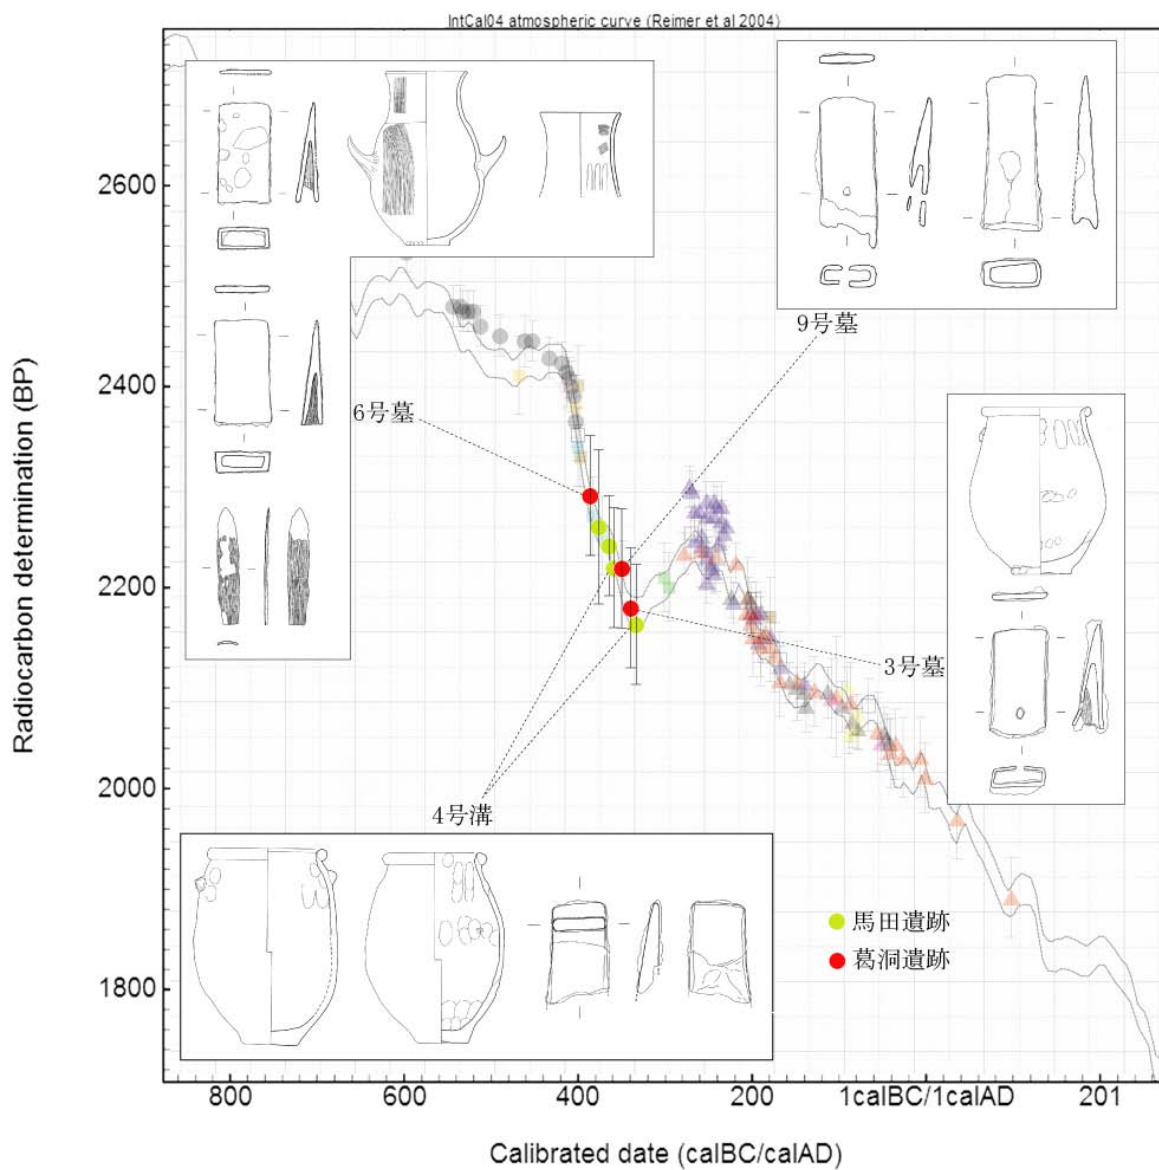 IntCal04 atmospheric curve (Reimer et al 2004)
Radiocarbon determination (BP)
2600
2400
2200
2000
1800
9号墓
6号墓
3号墓
4号溝
馬田遺跡
葛洞遺跡
800
600
400
200
1calBC/1calAD
201
Calibrated date (calBC/calAD)